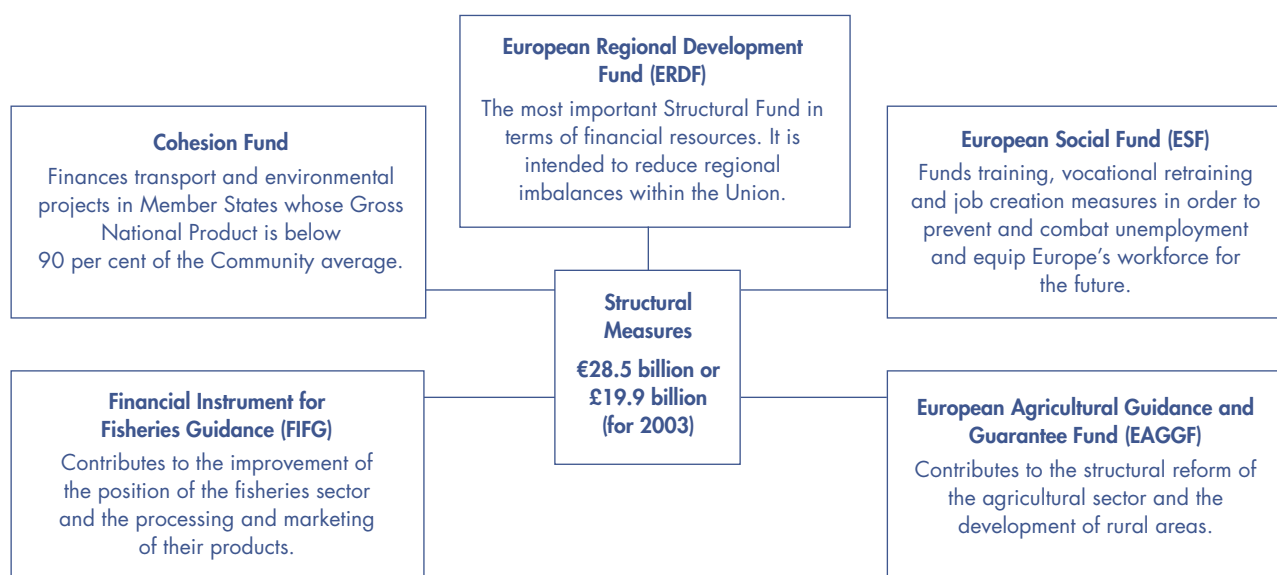 European Regional Development
Fund (ERDF)
The most important Structural Fund in
terms of financial resources. It is
intended to reduce regional
imbalances within the Union.
Cohesion Fund
Finances transport and environmental
projects in Member States whose Gross
National Product is below
90 per cent of the Community average.
European Social Fund (ESF)
Funds training, vocational retraining
and job creation measures in order to
prevent and combat unemployment
and equip Europe’s workforce for
the future.
Structural
Measures
€28.5 billion or
£19.9 billion
(for 2003)
Financial Instrument for
Fisheries Guidance (FIFG)
Contributes to the improvement of
the position of the fisheries sector
and the processing and marketing
of their products.
European Agricultural Guidance and
Guarantee Fund (EAGGF)
Contributes to the structural reform of
the agricultural sector and the
development of rural areas.